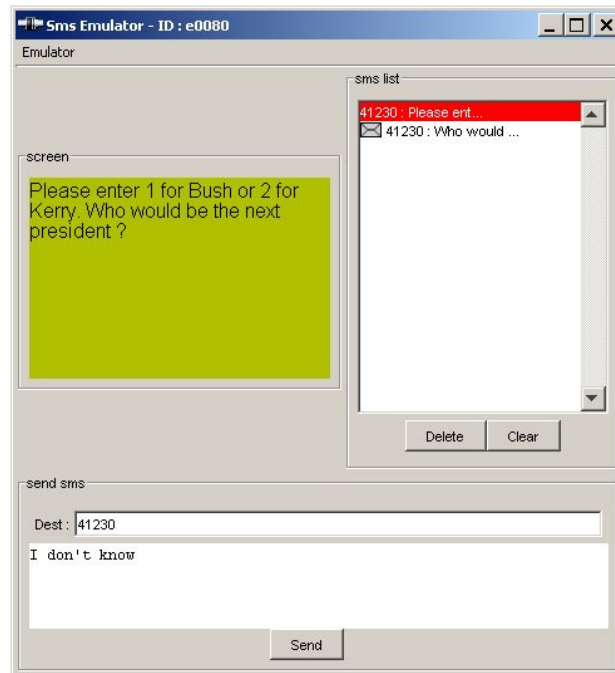 Sms Emulator - ID : e0080
Emulator
sms list
41230 : Please ent...
41230 : Who would ...
screen
Please enter 1 for Bush or 2 for
Kerry. Who would be the next
president ?
Delete
Clear
send sms
Dest :
41230
I don't know
Send